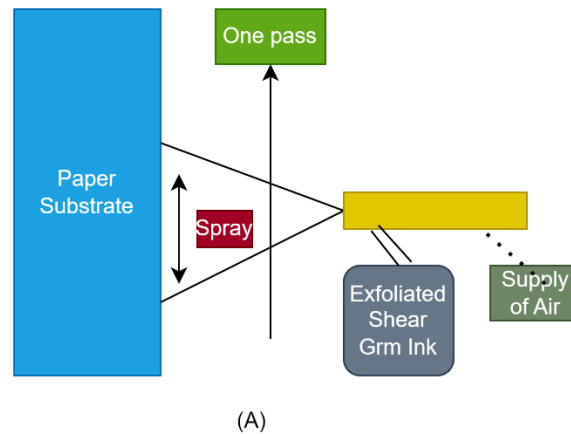 One pass
Paper
Substrate
Spray
Exfoliated
Shear
Grm Ink
Supply
of Air
(A)